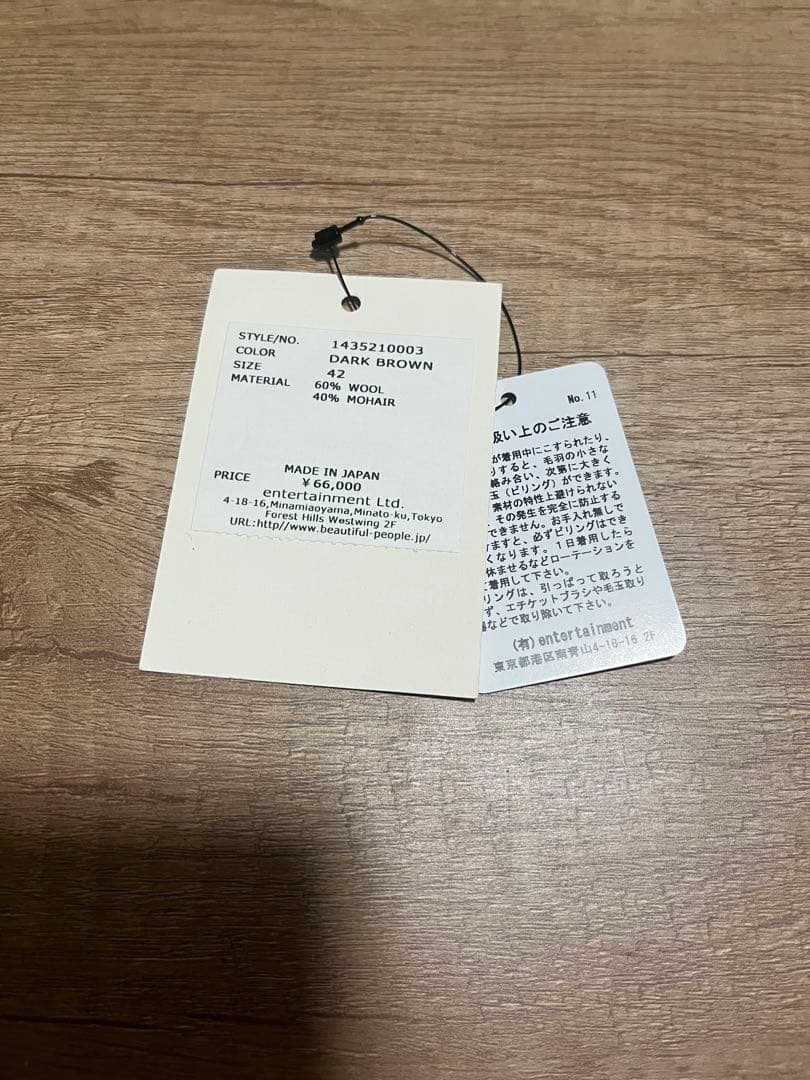 STYLE/NO. 1435210003
COLOR DARK BROWN
SIZE 42
MATERIAL 60% WOOL
40% MOHAIR
MADE IN JAPAN
PRICE ¥66,000
entertainment Ltd.
4-18-16,Minamiaoyama,Minato-ku,Tokyo
Forest Hills Westwing 2F
URL:http//www.beautiful-people.jp/
No.11
扱い上のご注意
が着用中にこすられたり、
りすると、毛羽の小さな
絡み合い、次第に大きく
玉（ピリング）ができます。
素材の特性上避けられない
、その発生を完全に防止する
できません。お手入れ無しで
けますと、必ずピリングはでき
くなります。1日着用したら
休ませるなどローテーションを
着用して下さい。
リングは、引っぱって取ろうと
ず、エチケットブラシや毛玉取り
などで取り除いて下さい。
(有)entertainment
東京都港区南青山4-18-16 2F